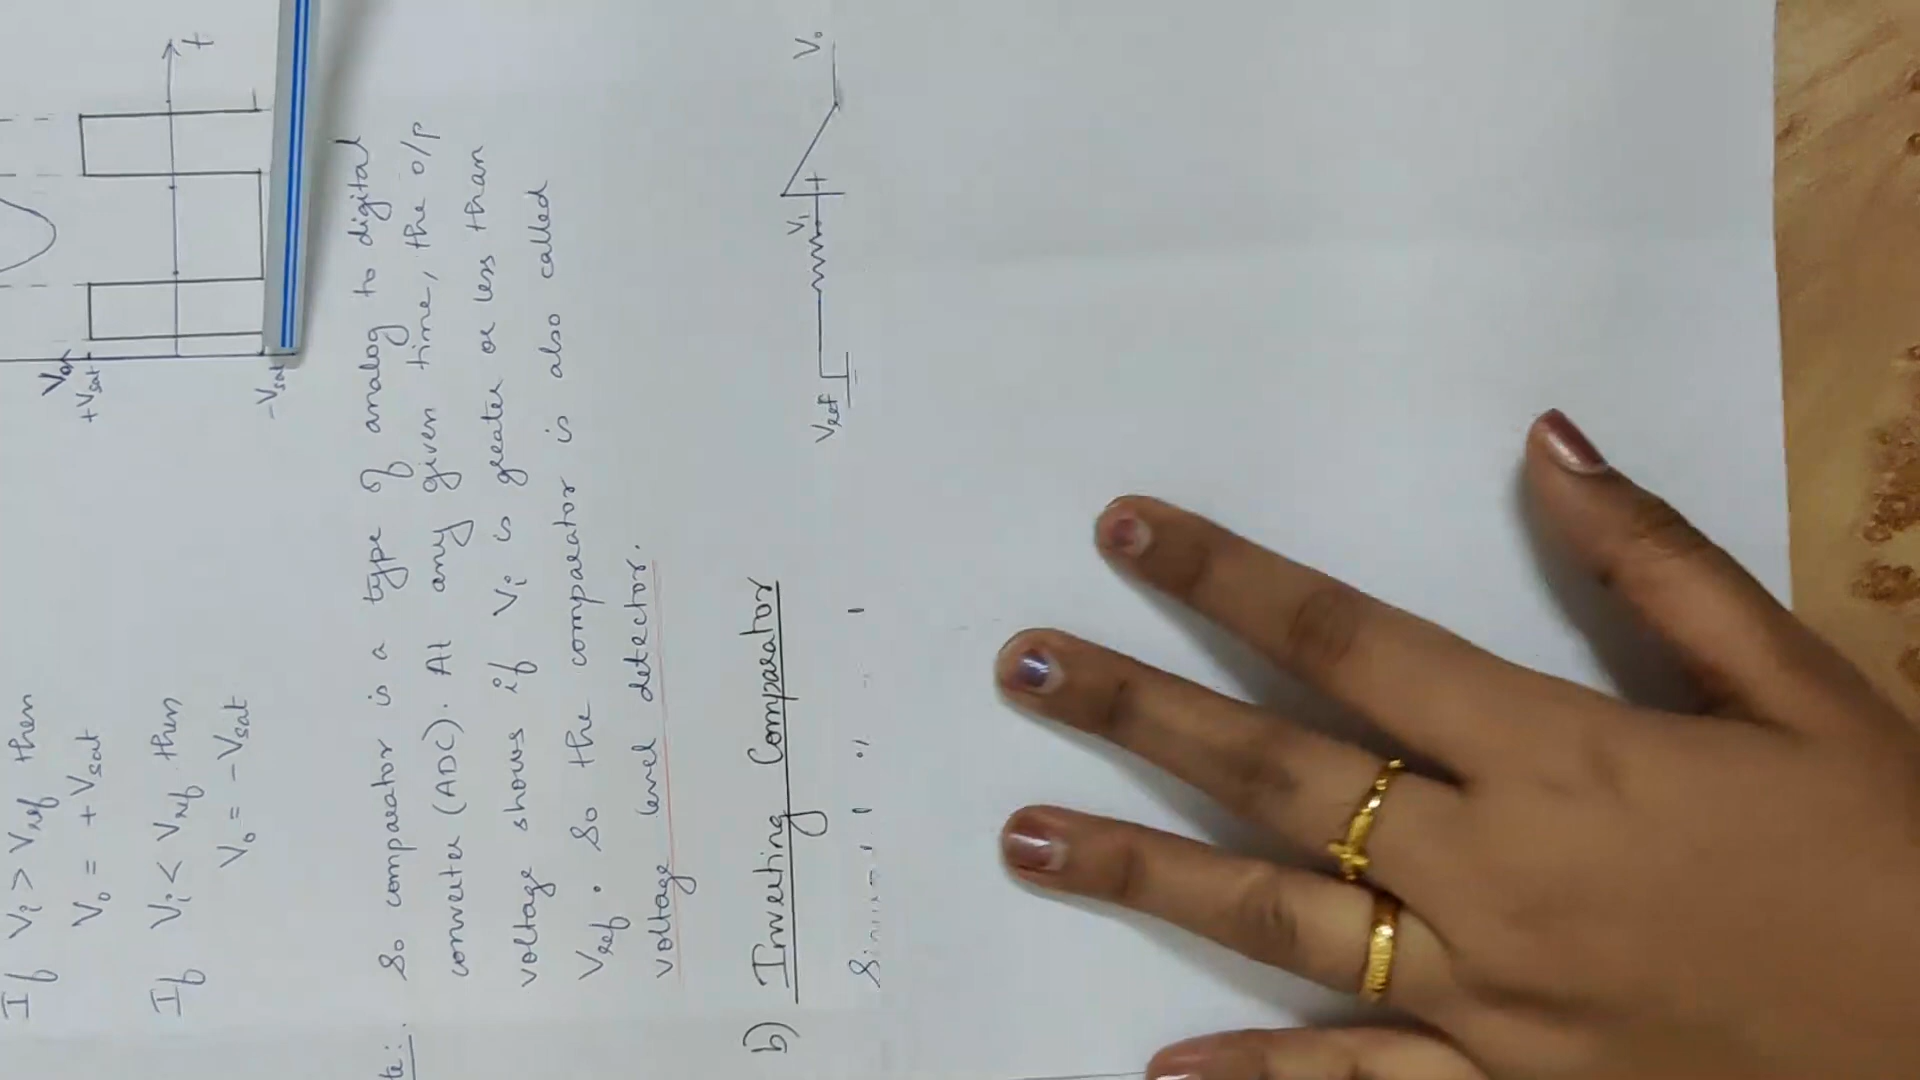 If Vi > Vref then
Vo = + Vsat
If Vi < Vref then
Vo = - Vsat
Vo
+Vsat
t
-Vsat
te: So comparator is a type of analog to digital
converter (ADC). At any given time, the o/p
voltage shows if Vi is greater or less than
Vref. So the comparator is also called
voltage level detector.
b) Inverting Comparator
Vref
V1
+
Vo